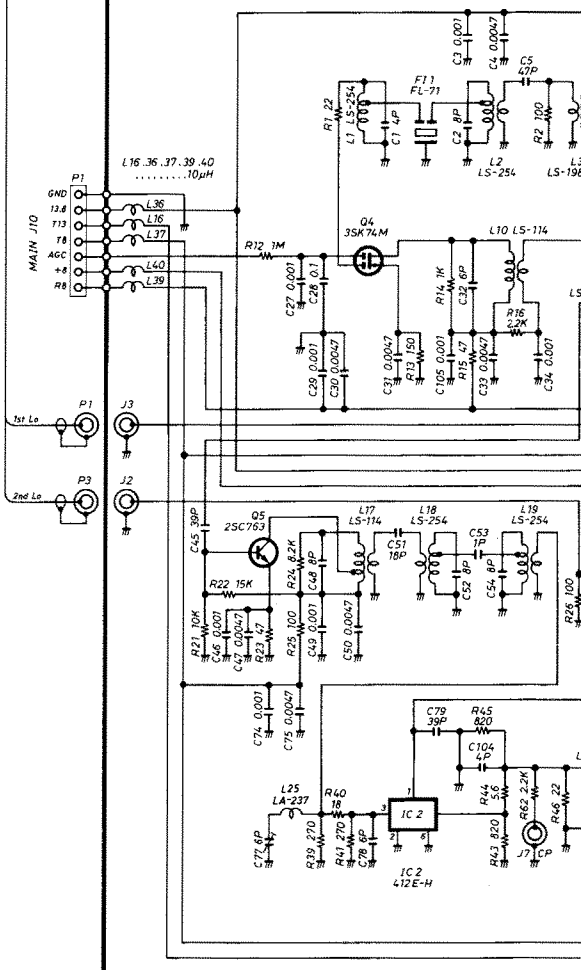 C3 0.001
C4 0.0047
C5
47P
FI1
FL-71
R1 22
L1 LS-254
C1 4P
C2 8P
L2
LS-254
R2 100
LS-198
L16.36.37.39.40
.........10μH
P1
MAIN J10
GND
13.8
T13
T8
AGC
+8
R8
L36
L16
L37
L40
L39
R12 1M
Q4
3SK74M
C27 0.001
C28 0.1
C29 0.001
C30 0.0047
C31 0.0047
R13 150
R14 1K
C32 6P
L10 LS-114
R16
2.2K
C105 0.001
R15 47
C33 0.0047
C34 0.001
1st Lo
P1
J3
2nd Lo
P3
J2
C45 39P
Q5
2SC763
R22 15K
R21 10K
C46 0.001
C47 0.0047
R23 47
R24 8.2K
C48 8P
R25 100
C49 0.001
C50 0.0047
L17
LS-114
C51
18P
L18
LS-254
C52 8P
C53
1P
C54 8P
L19
LS-254
R26 100
C74 0.001
C75 0.0047
C79
39P
R45
820
C104
4P
R44
5.6
R62 2.2K
R46 22
R43 820
J7 CP
L25
LA-237
C77 6P
R39 270
R40
18
R41 270
C78 6P
1
3
2
6
IC 2
IC 2
412E-H